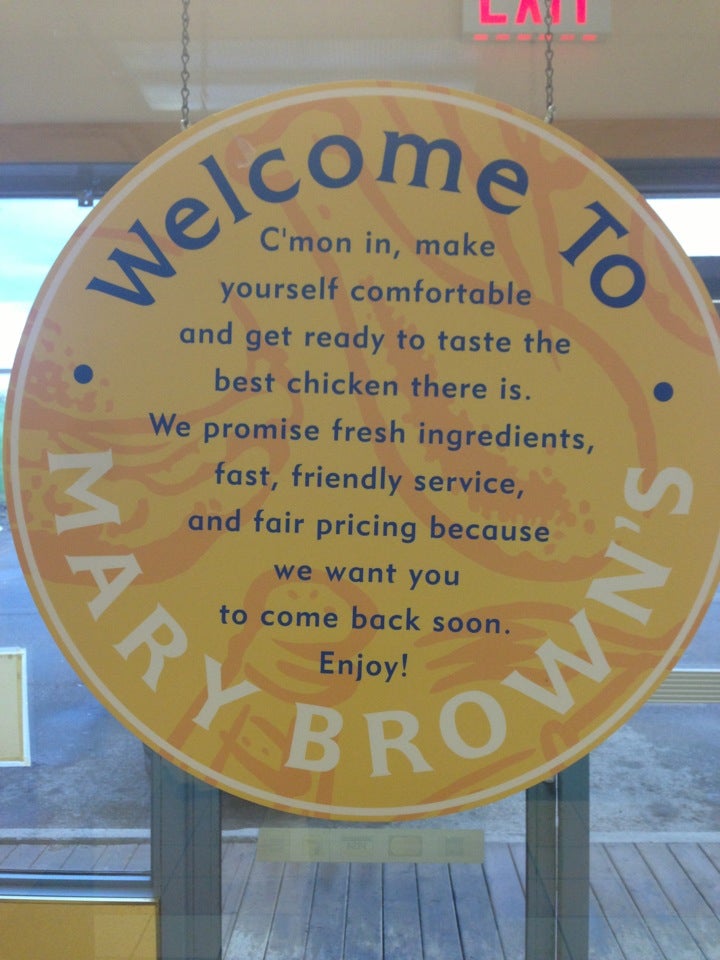 EXIT
Welcome To
C'mon in, make
yourself comfortable
and get ready to taste the
best chicken there is.
We promise fresh ingredients,
fast, friendly service,
and fair pricing because
we want you
to come back soon.
Enjoy!
MARY BROWN'S